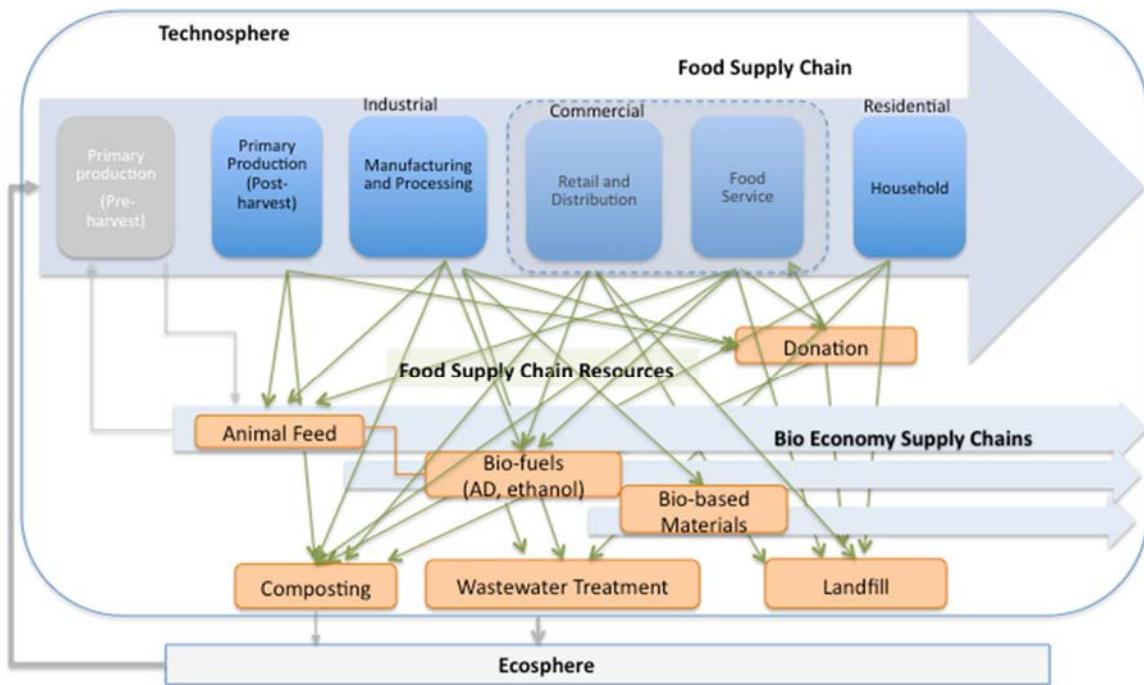 Technosphere
Food Supply Chain
Industrial
Commercial
Residential
Primary
production
(Pre-
harvest)
Primary
Production
(Post-
harvest)
Manufacturing
and Processing
Retail and
Distribution
Food
Service
Household
Donation
Food Supply Chain Resources
Animal Feed
Bio Economy Supply Chains
Bio-fuels
(AD, ethanol)
Bio-based
Materials
Composting
Wastewater Treatment
Landfill
Ecosphere